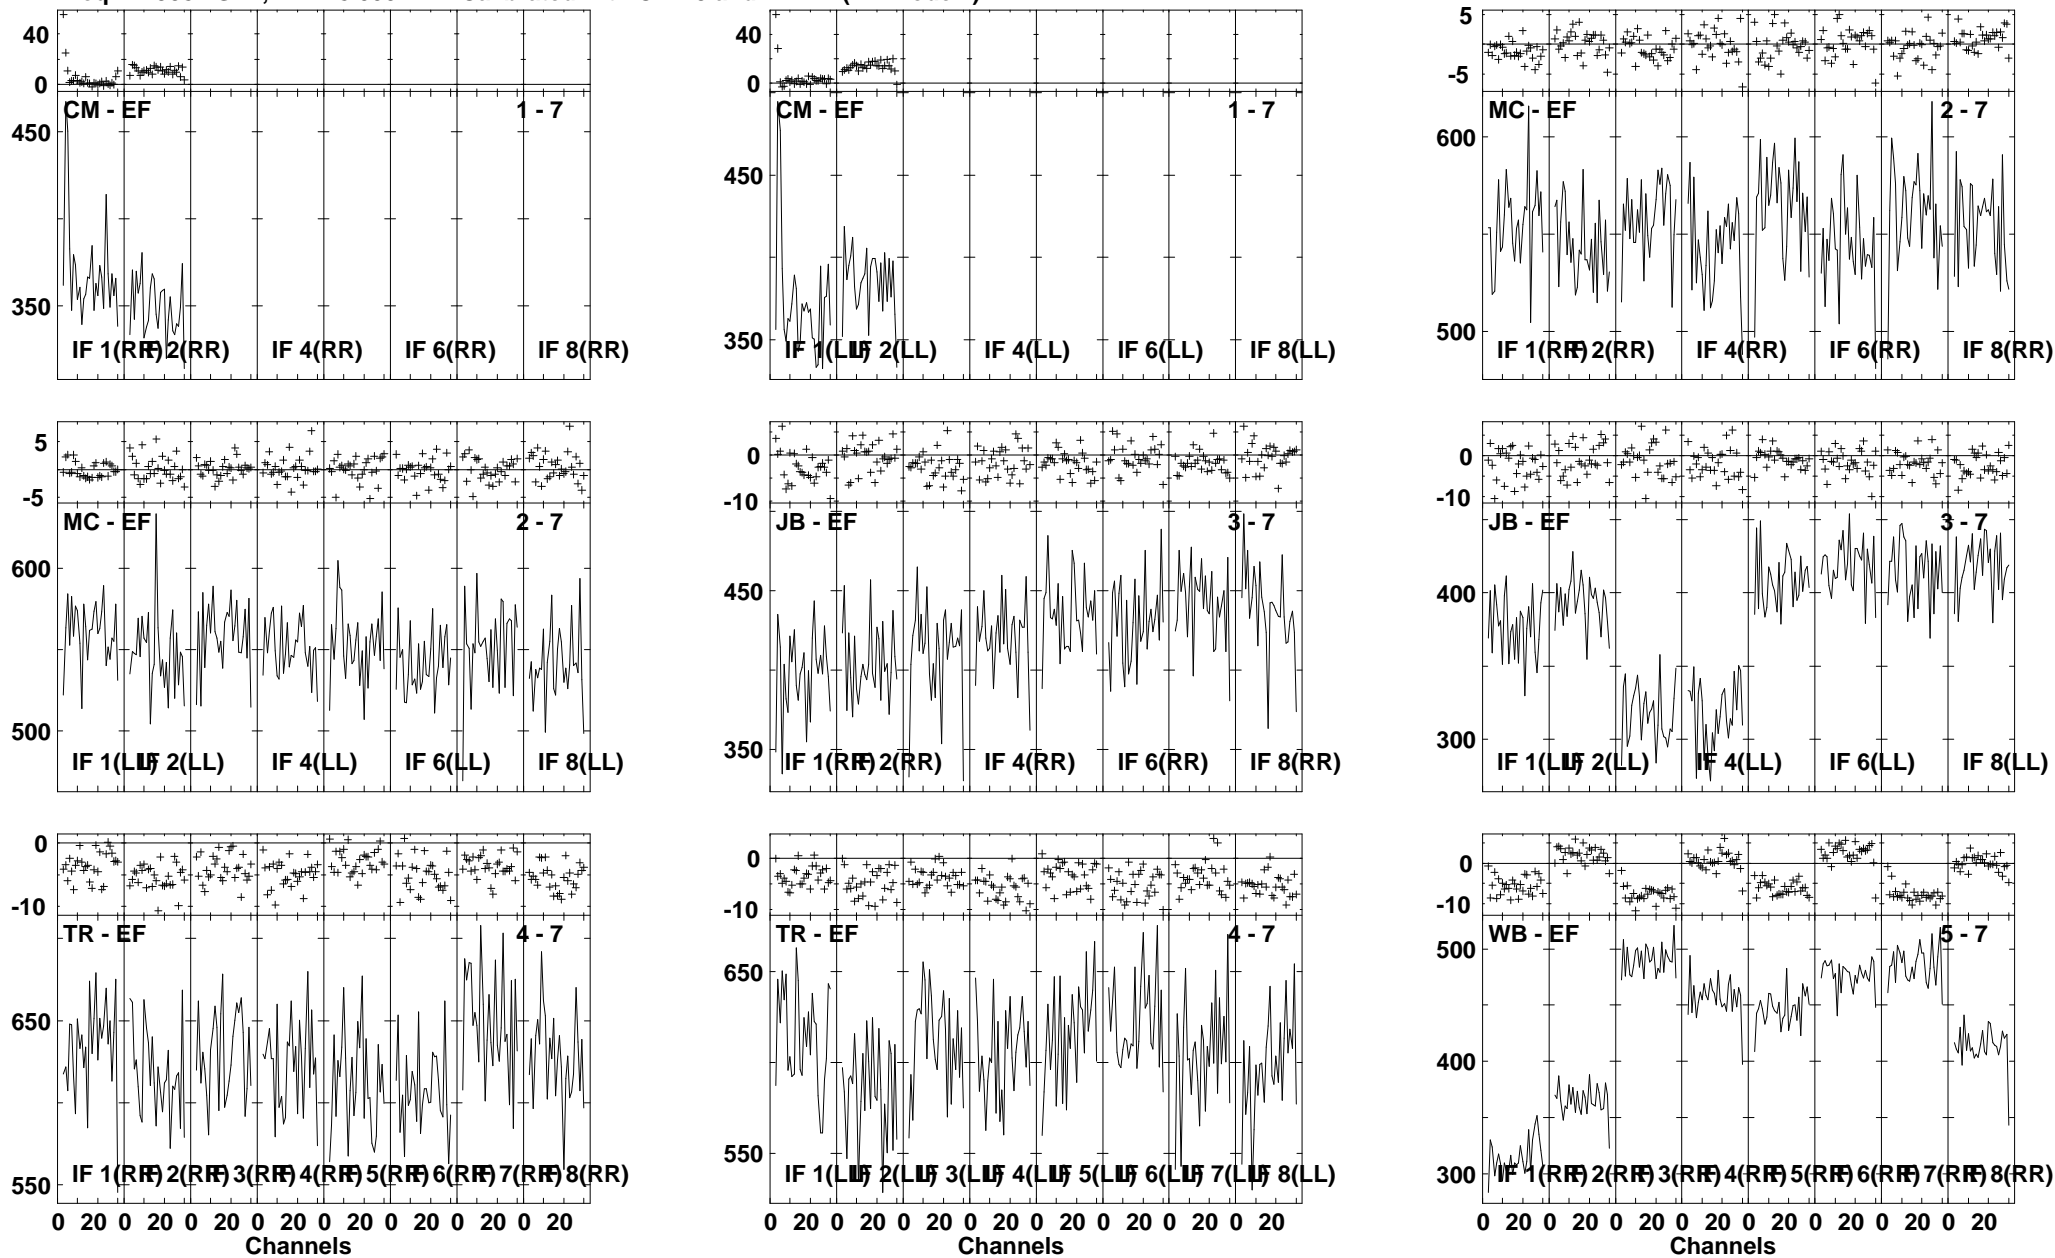 40
0
CM - EF 1 - 7
450
350
IF 1(RR) IF 2(RR) IF 4(RR) IF 6(RR) IF 8(RR)
40
0
CM - EF 1 - 7
450
350
IF 1(LL) IF 2(LL) IF 4(LL) IF 6(LL) IF 8(LL)
5
-5
MC - EF 2 - 7
600
500
IF 1(RR) IF 2(RR) IF 4(RR) IF 6(RR) IF 8(RR)
5
-5
MC - EF 2 - 7
600
500
IF 1(LL) IF 2(LL) IF 4(LL) IF 6(LL) IF 8(LL)
0
-10
JB - EF 3 - 7
450
350
IF 1(RR) IF 2(RR) IF 4(RR) IF 6(RR) IF 8(RR)
0
-10
JB - EF 3 - 7
400
300
IF 1(LL) IF 2(LL) IF 4(LL) IF 6(LL) IF 8(LL)
0
-10
TR - EF 4 - 7
650
550
IF 1(RR) IF 2(RR) IF 3(RR) IF 4(RR) IF 5(RR) IF 6(RR) IF 7(RR) IF 8(RR)
0 20 0 20 0 20 0 20 0 20 0 20 0 20 0 20
Channels
0
-10
TR - EF 4 - 7
650
550
IF 1(LL) IF 2(LL) IF 3(LL) IF 4(LL) IF 5(LL) IF 6(LL) IF 7(LL) IF 8(LL)
0 20 0 20 0 20 0 20 0 20 0 20 0 20 0 20
Channels
0
-10
WB - EF 5 - 7
500
400
300
IF 1(RR) IF 2(RR) IF 3(RR) IF 4(RR) IF 5(RR) IF 6(RR) IF 7(RR) IF 8(RR)
0 20 0 20 0 20 0 20 0 20 0 20 0 20 0 20
Channels